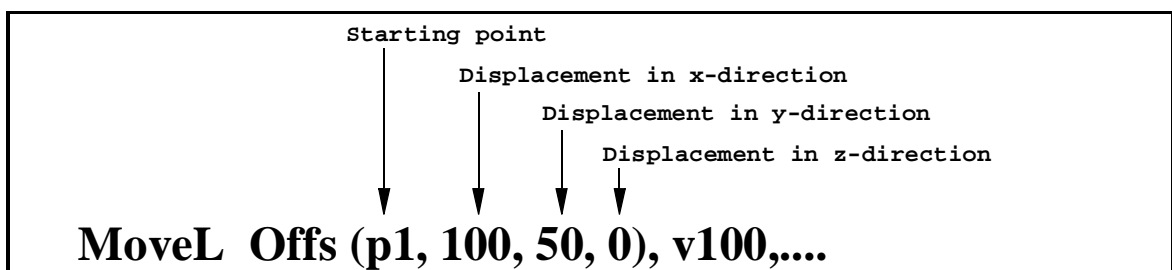 Starting point
Displacement in x-direction
Displacement in y-direction
Displacement in z-direction
MoveL Offs (p1, 100, 50, 0), v100,....